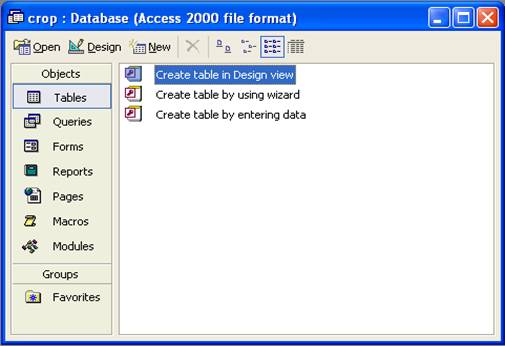 crop : Database (Access 2000 file format)
Open Design New
Objects
Tables
Queries
Forms
Reports
Pages
Macros
Modules
Groups
Favorites
Create table in Design view
Create table by using wizard
Create table by entering data